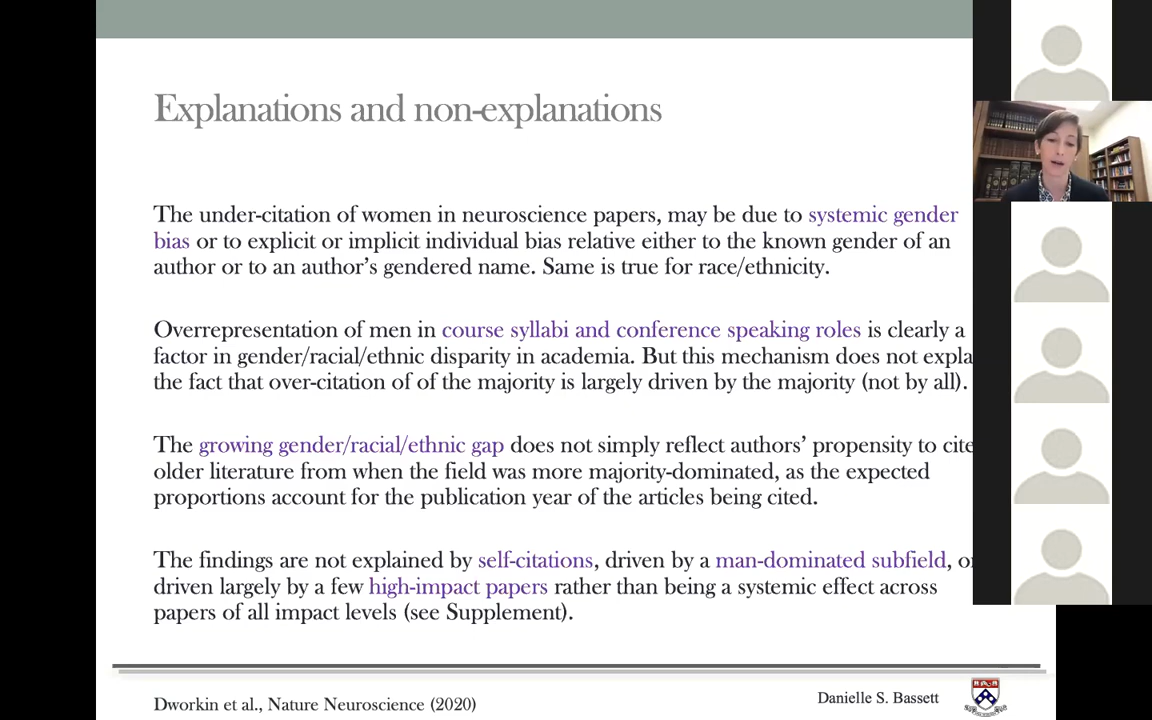 Explanations and non-explanations
The under-citation of women in neuroscience papers, may be due to systemic gender
bias or to explicit or implicit individual bias relative either to the known gender of an
author or to an author's gendered name. Same is true for race/ethnicity.
Overrepresentation of men in course syllabi and conference speaking roles is clearly a
factor in gender/racial/ethnic disparity in academia. But this mechanism does not expla
the fact that over-citation of of the majority is largely driven by the majority (not by all).
The growing gender/racial/ethnic gap does not simply reflect authors' propensity to cite
older literature from when the field was more majority-dominated, as the expected
proportions account for the publication year of the articles being cited.
The findings are not explained by self-citations, driven by a man-dominated subfield, o
driven largely by a few high-impact papers rather than being a systemic effect across
papers of all impact levels (see Supplement).
Dworkin et al., Nature Neuroscience (2020)
Danielle S. Bassett